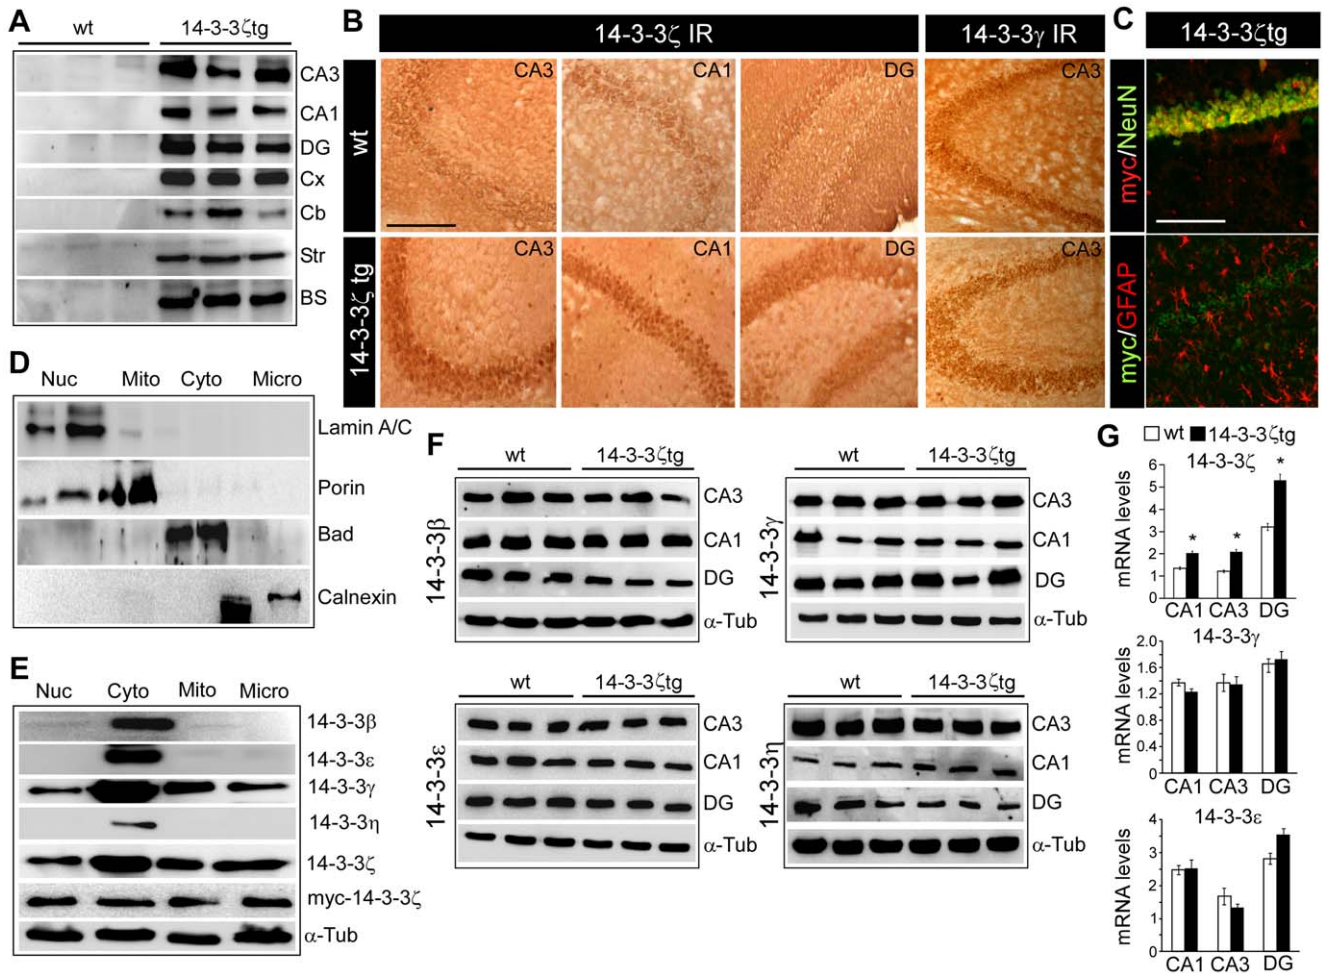 A
wt 14-3-3ζtg
CA3
CA1
DG
Cx
Cb
Str
BS
B
14-3-3ζ IR
14-3-3γ IR
wt
CA3
CA1
DG
CA3
14-3-3ζ tg
CA3
CA1
DG
CA3
C
14-3-3ζtg
myc/NeuN
myc/GFAP
D
Nuc Mito Cyto Micro
Lamin A/C
Porin
Bad
Calnexin
E
Nuc Cyto Mito Micro
14-3-3β
14-3-3ε
14-3-3γ
14-3-3η
14-3-3ζ
myc-14-3-3ζ
α-Tub
F
wt 14-3-3ζtg
14-3-3β
CA3
CA1
DG
α-Tub
wt 14-3-3ζtg
14-3-3γ
CA3
CA1
DG
α-Tub
wt 14-3-3ζtg
14-3-3ε
CA3
CA1
DG
α-Tub
wt 14-3-3ζtg
14-3-3η
CA3
CA1
DG
α-Tub
G
wt 14-3-3ζtg
14-3-3ζ
mRNA levels
6
5
4
3
2
1
0
* * *
CA1 CA3 DG
14-3-3γ
mRNA levels
2.0
1.6
1.2
0.8
0.4
0
CA1 CA3 DG
14-3-3ε
mRNA levels
4
3
2
1
0
CA1 CA3 DG